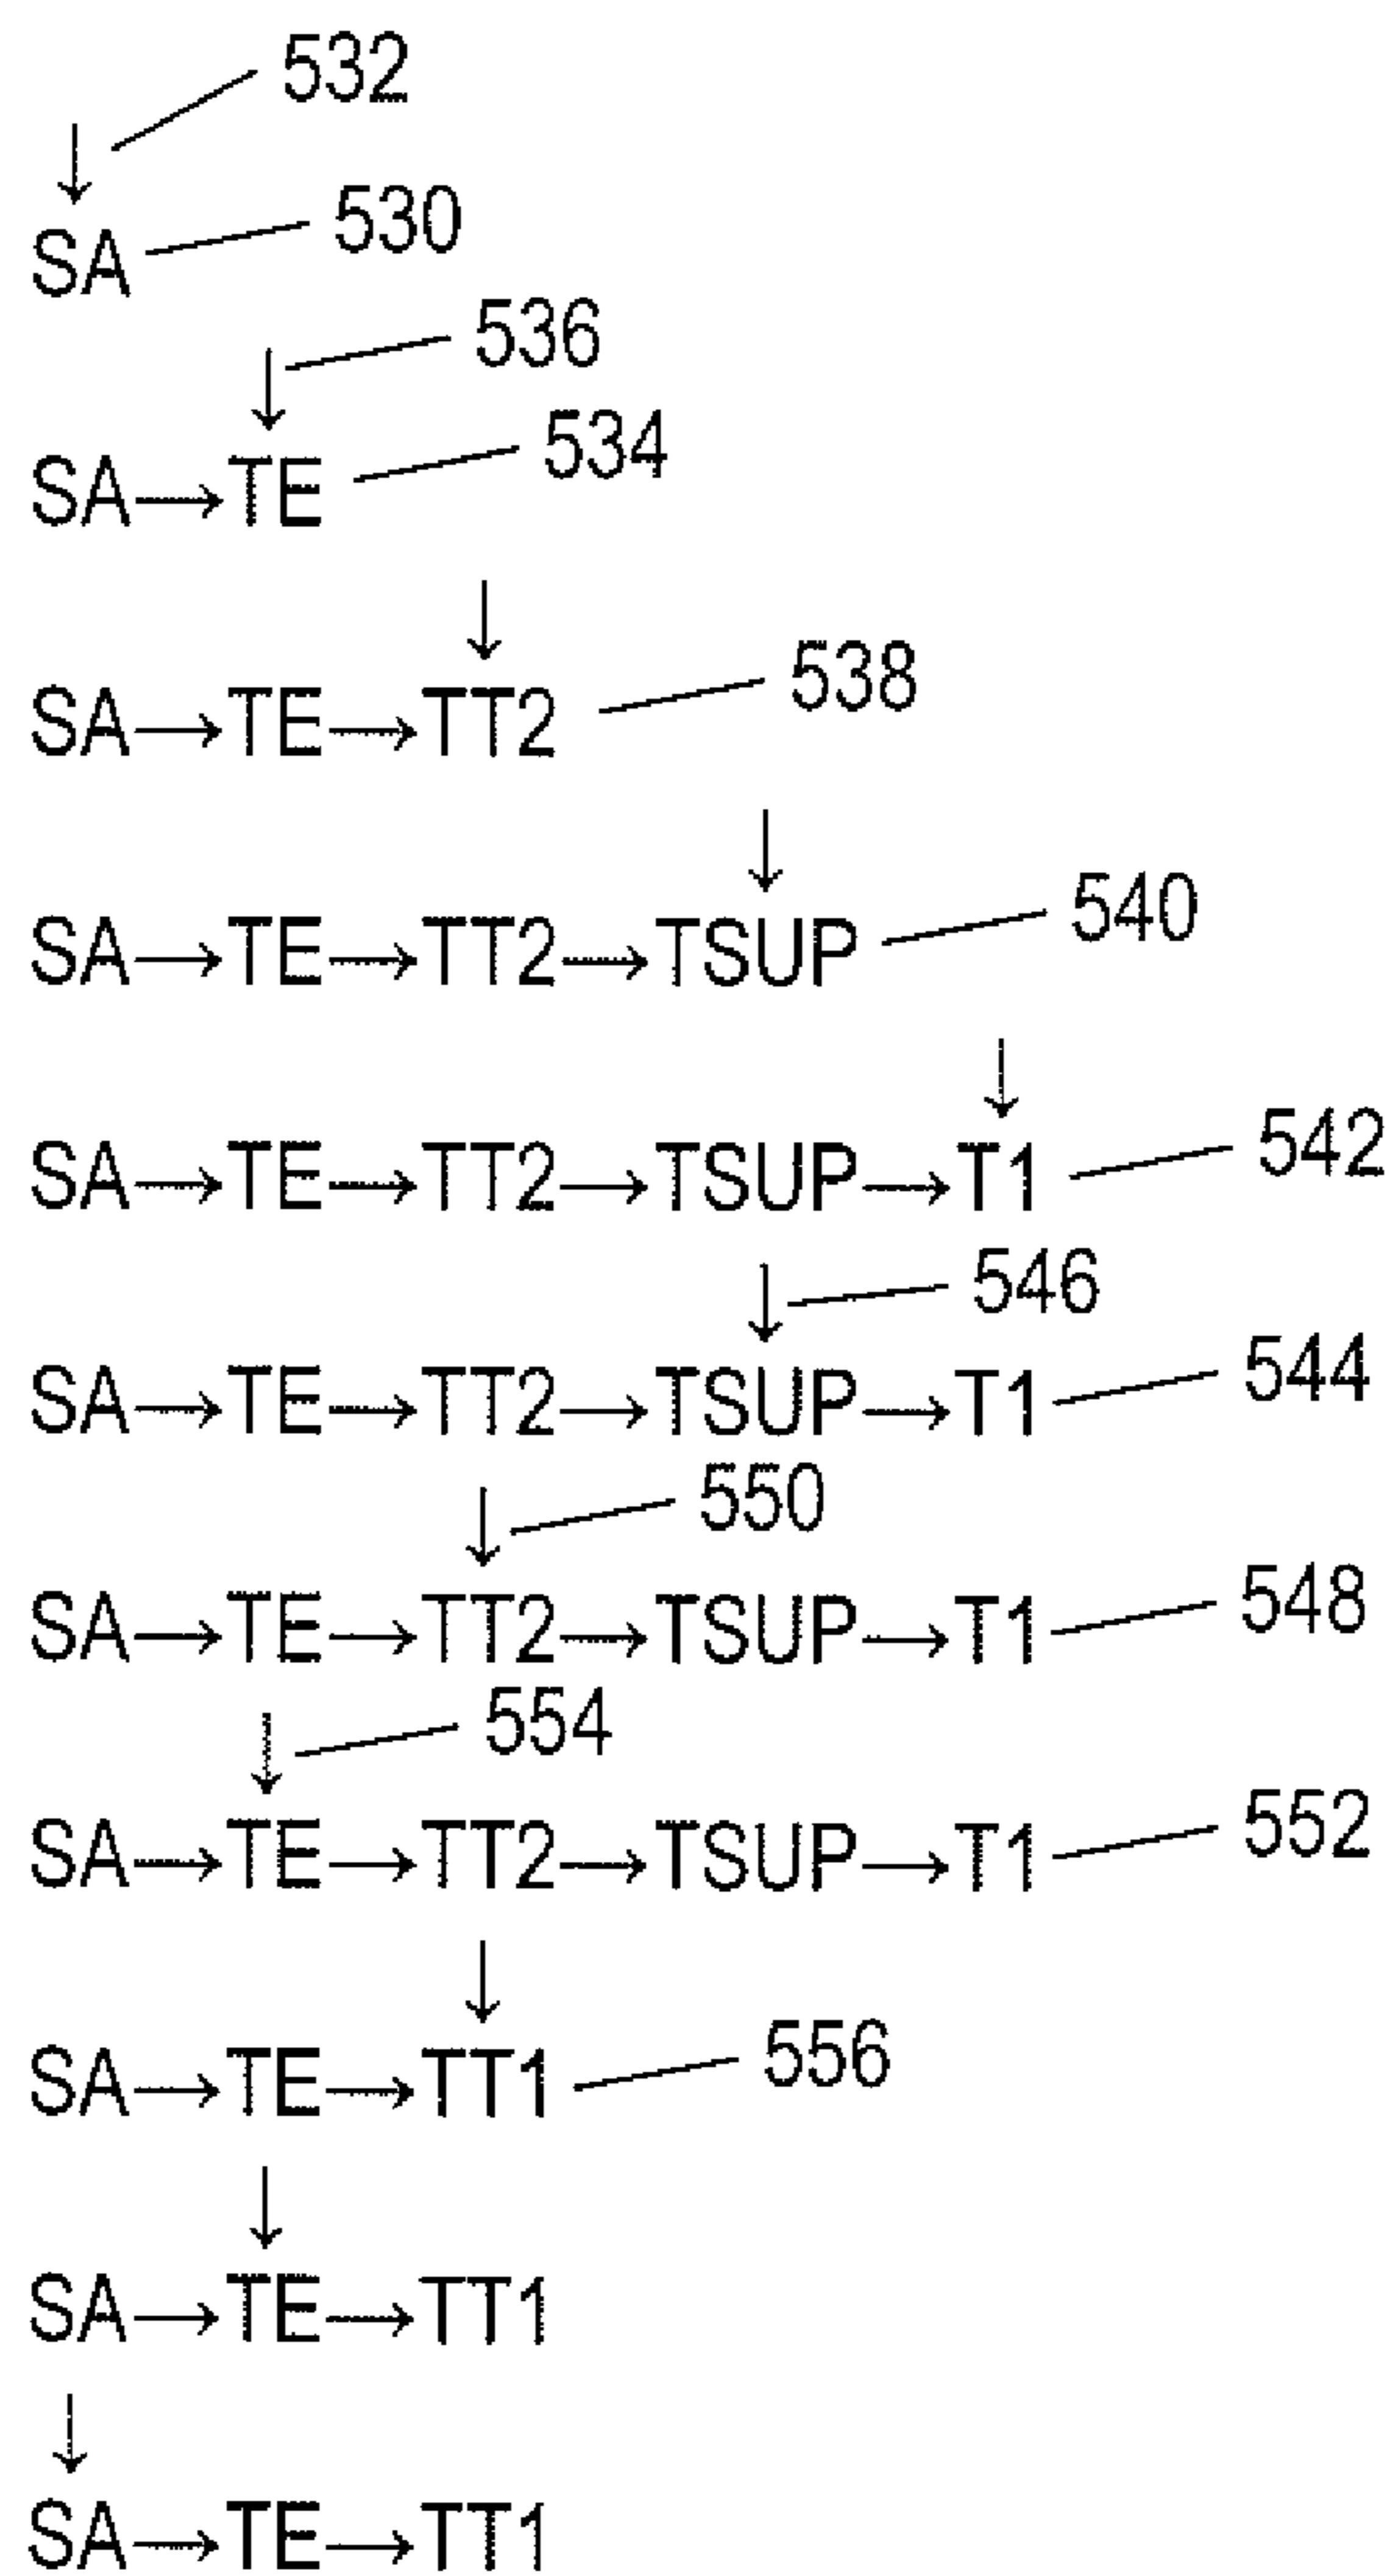 532
↓
SA 530
↓ 536
SA→TE 534
↓
SA→TE→TT2 538
↓
SA→TE→TT2→TSUP 540
↓
SA→TE→TT2→TSUP→T1 542
↓ 546
SA→TE→TT2→TSUP→T1 544
↓ 550
SA→TE→TT2→TSUP→T1 548
↓ 554
SA→TE→TT2→TSUP→T1 552
↓
SA→TE→TT1 556
↓
SA→TE→TT1
↓
SA→TE→TT1